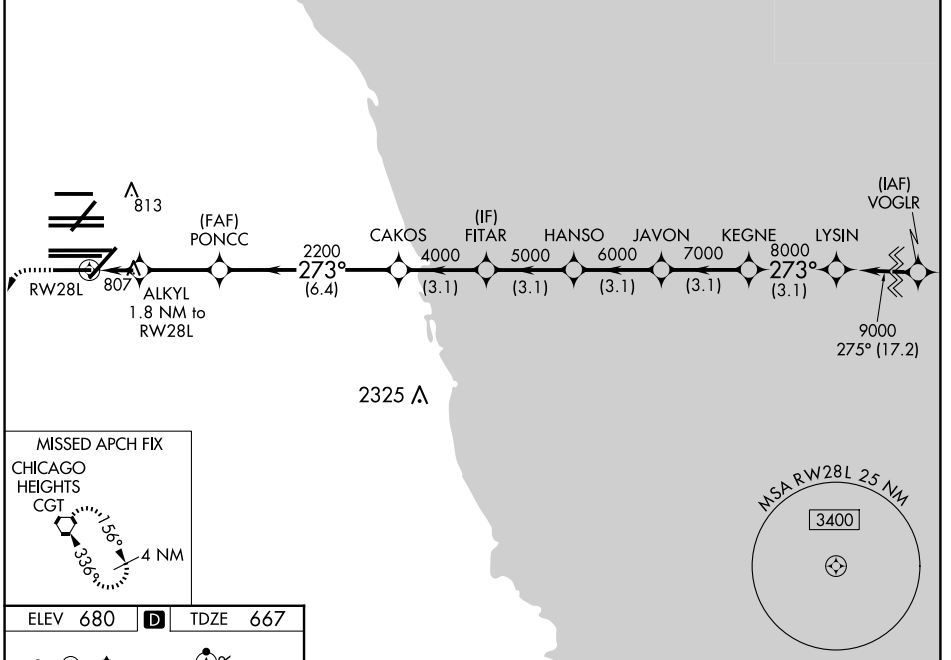 813
(FAF)
PONCC
CAKOS
(IF)
FITAR
HANSO
JAVON
KEGNE
LYSIN
(IAF)
VOGLR
2200
273°
(6.4)
4000
(3.1)
5000
(3.1)
6000
(3.1)
7000
(3.1)
8000
273°
(3.1)
9000
275° (17.2)
RW28L
807
ALKYL
1.8 NM to
RW28L
2325
MISSED APCH FIX
CHICAGO
HEIGHTS
CGT
156°
336°
4 NM
MSA RW28L 25 NM
3400
ELEV 680 D TDZE 667